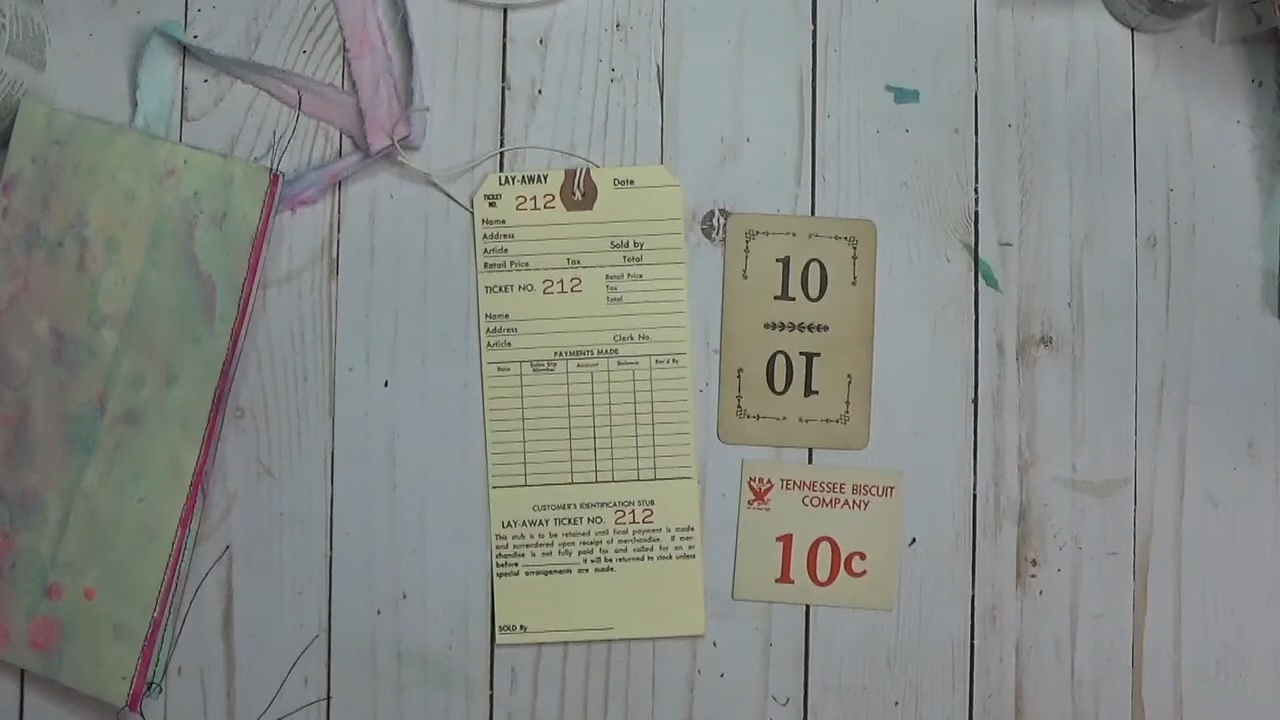 LAY-AWAY
Date
TICKET NO. 212
Name
Address
Article Sold by
Retail Price Tax Total
TICKET NO. 212
Retail Price
Tax
Total
Name
Address
Article Clerk No.
PAYMENTS MADE
Date Sales Slip Number Amount Balance Rec'd By
CUSTOMER'S IDENTIFICATION STUB
LAY-AWAY TICKET NO. 212
This stub is to be retained until final payment is made
and surrendered upon receipt of merchandise. If mer-
chandise is not fully paid for and called for on or
before it will be returned to stock unless
special arrangements are made.
SOLD By
10
10
NRA
TENNESSEE BISCUIT
COMPANY
10c